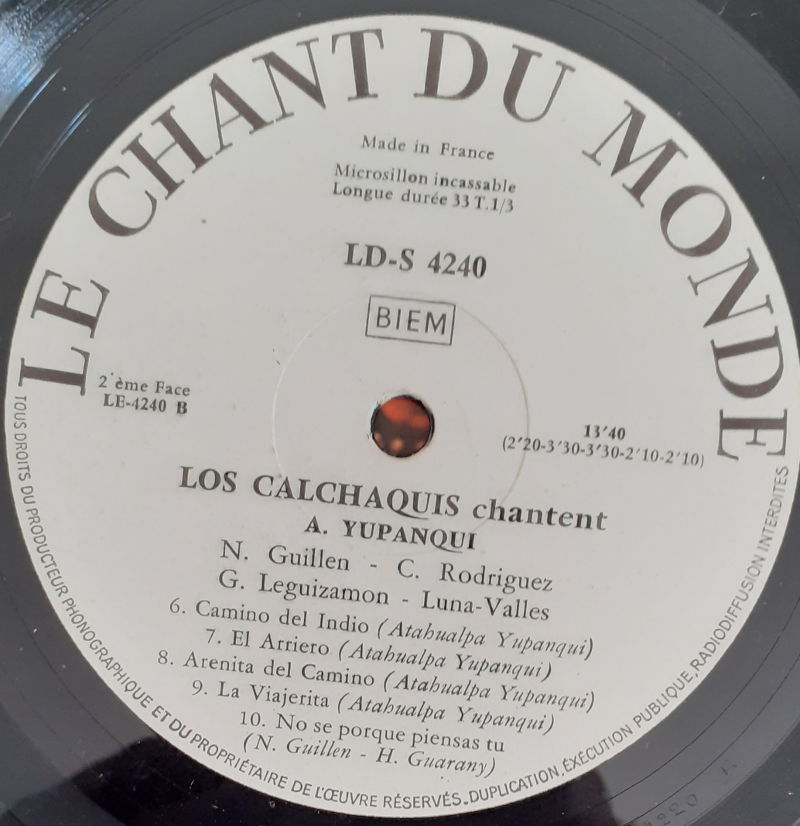 LE CHANT DU MONDE
Made in France
Microsillon incassable
Longue durée 33 T.1/3
LD-S 4240
BIEM
2'ème Face
LE-4240 B
13'40
(2'20-3'30-3'30-2'10-2'10)
LOS CALCHAQUIS chantent
A. YUPANQUI
N. Guillen - C. Rodriguez
G. Leguizamon - Luna-Valles
6. Camino del Indio (Atahualpa Yupanqui)
7. El Arriero (Atahualpa Yupanqui)
8. Arenita del Camino (Atahualpa Yupanqui)
9. La Viajerita (Atahualpa Yupanqui)
10. No se porque piensas tu
(N. Guillen - H. Guarany)
TOUS DROITS DU PRODUCTEUR PHONOGRAPHIQUE ET DU PROPRIÉTAIRE DE L'ŒUVRE RÉSERVÉS. DUPLICATION, ÉXÉCUTION PUBLIQUE, RADIODIFFUSION INTERDITES